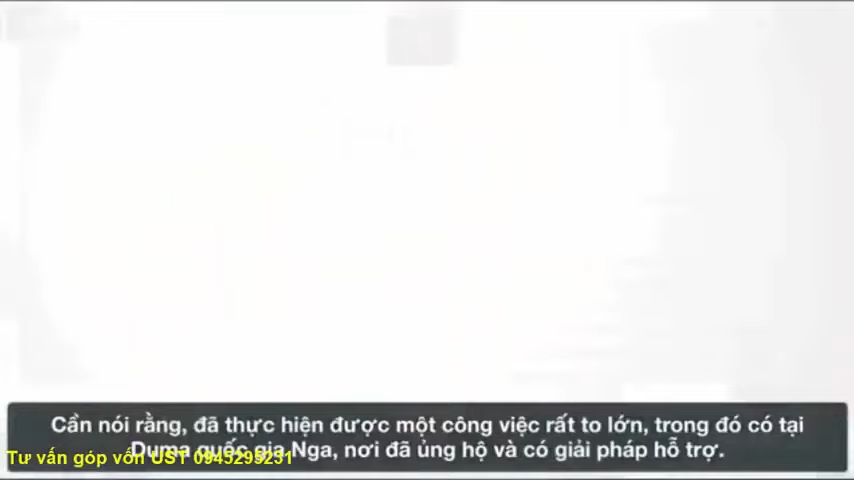 Cần nói rằng, đã thực hiện được một công việc rất to lớn, trong đó có tại
Duma quốc gia Nga, nơi đã ủng hộ và có giải pháp hỗ trợ.
Tư vấn góp vốn UST 0945295231